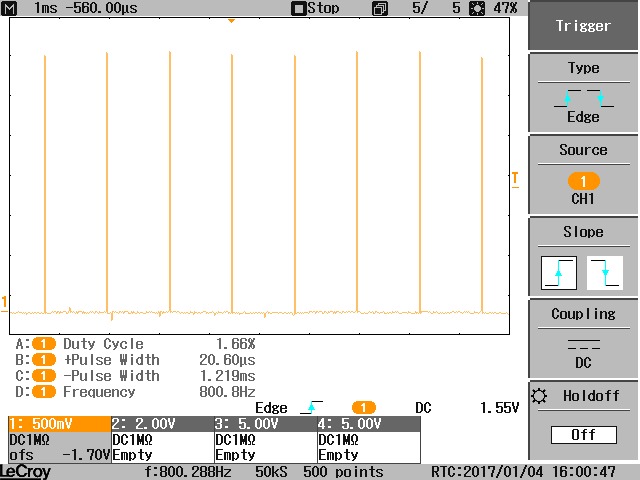 M 1ms -560.00µs Stop 5/ 5 47%
Trigger
Type
Edge
Source
1
CH1
Slope
Coupling
DC
Holdoff
Off
T
1
A: 1 Duty Cycle 1.66%
B: 1 +Pulse Width 20.60µs
C: 1 -Pulse Width 1.219ms
D: 1 Frequency 800.8Hz
Edge 1 DC 1.55V
1: 500mV 2: 2.00V 3: 5.00V 4: 5.00V
DC1MΩ DC1MΩ DC1MΩ DC1MΩ
ofs -1.70V Empty Empty Empty
LeCroy f:800.288Hz 50kS 500 points RTC:2017/01/04 16:00:47